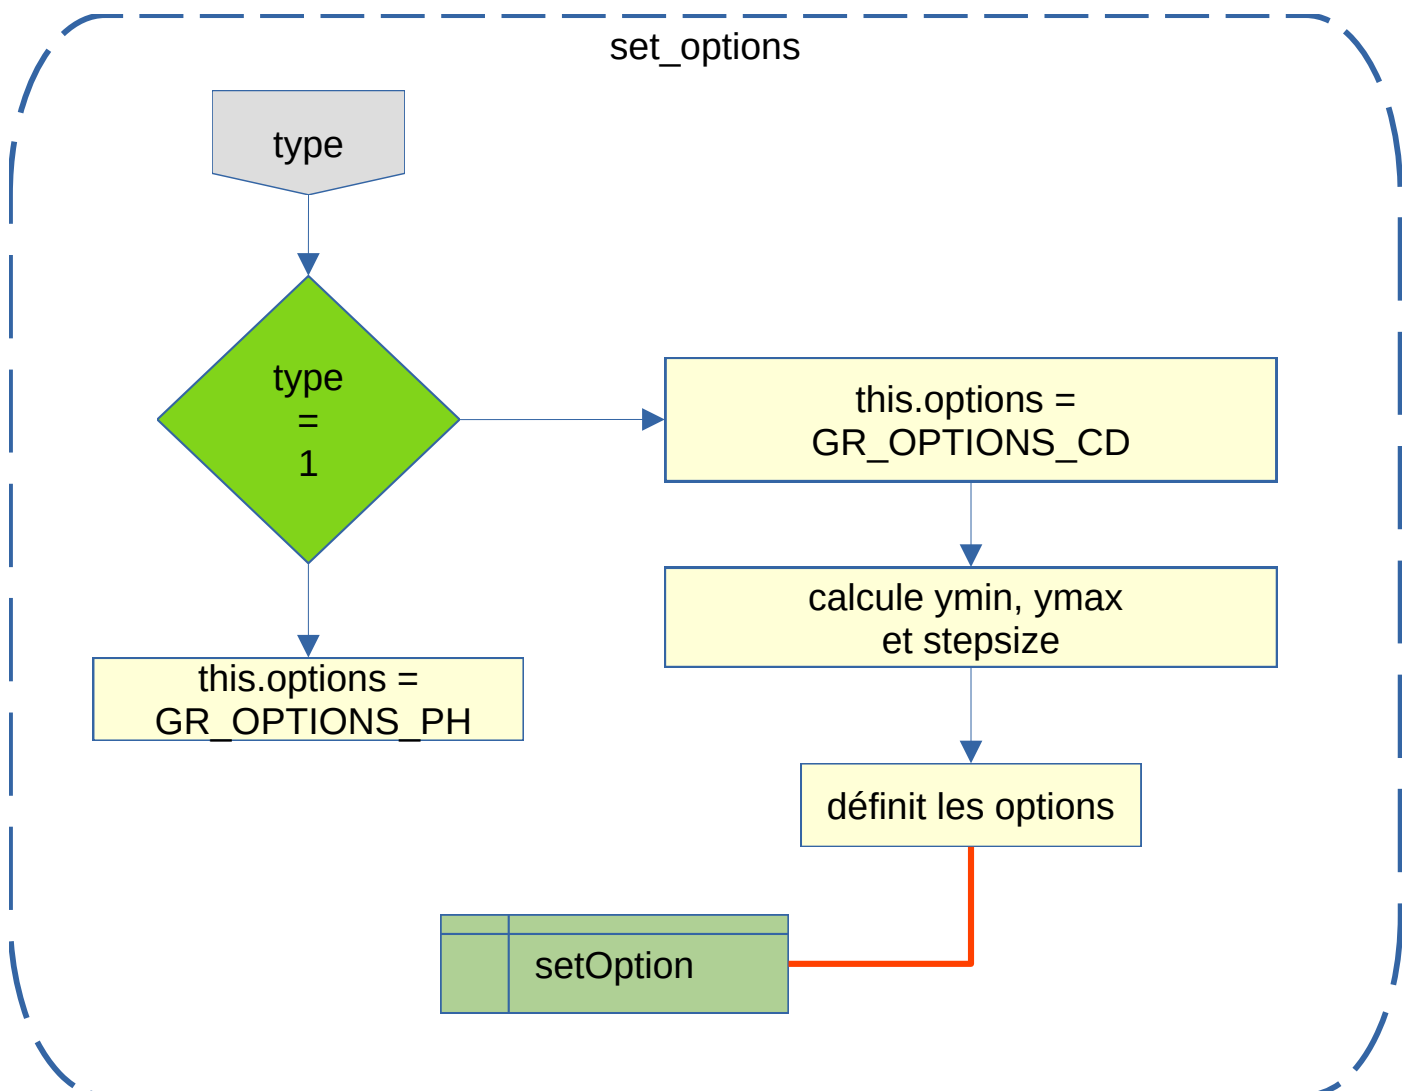 set_options
type
type
=
1
this.options =
GR_OPTIONS_CD
calcule ymin, ymax
et stepsize
this.options =
GR_OPTIONS_PH
définit les options
setOption